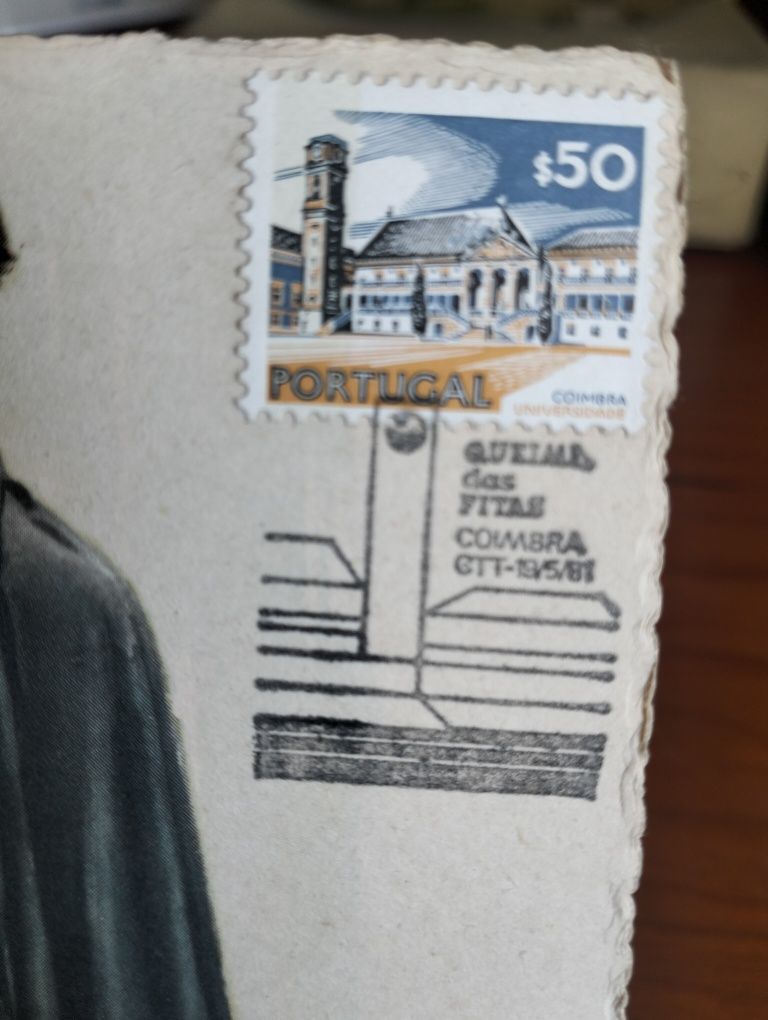 $50
PORTUGAL
COIMBRA
UNIVERSIDADE
QUEIMA
das
FITAS
COIMBRA
CTT-19/5/81